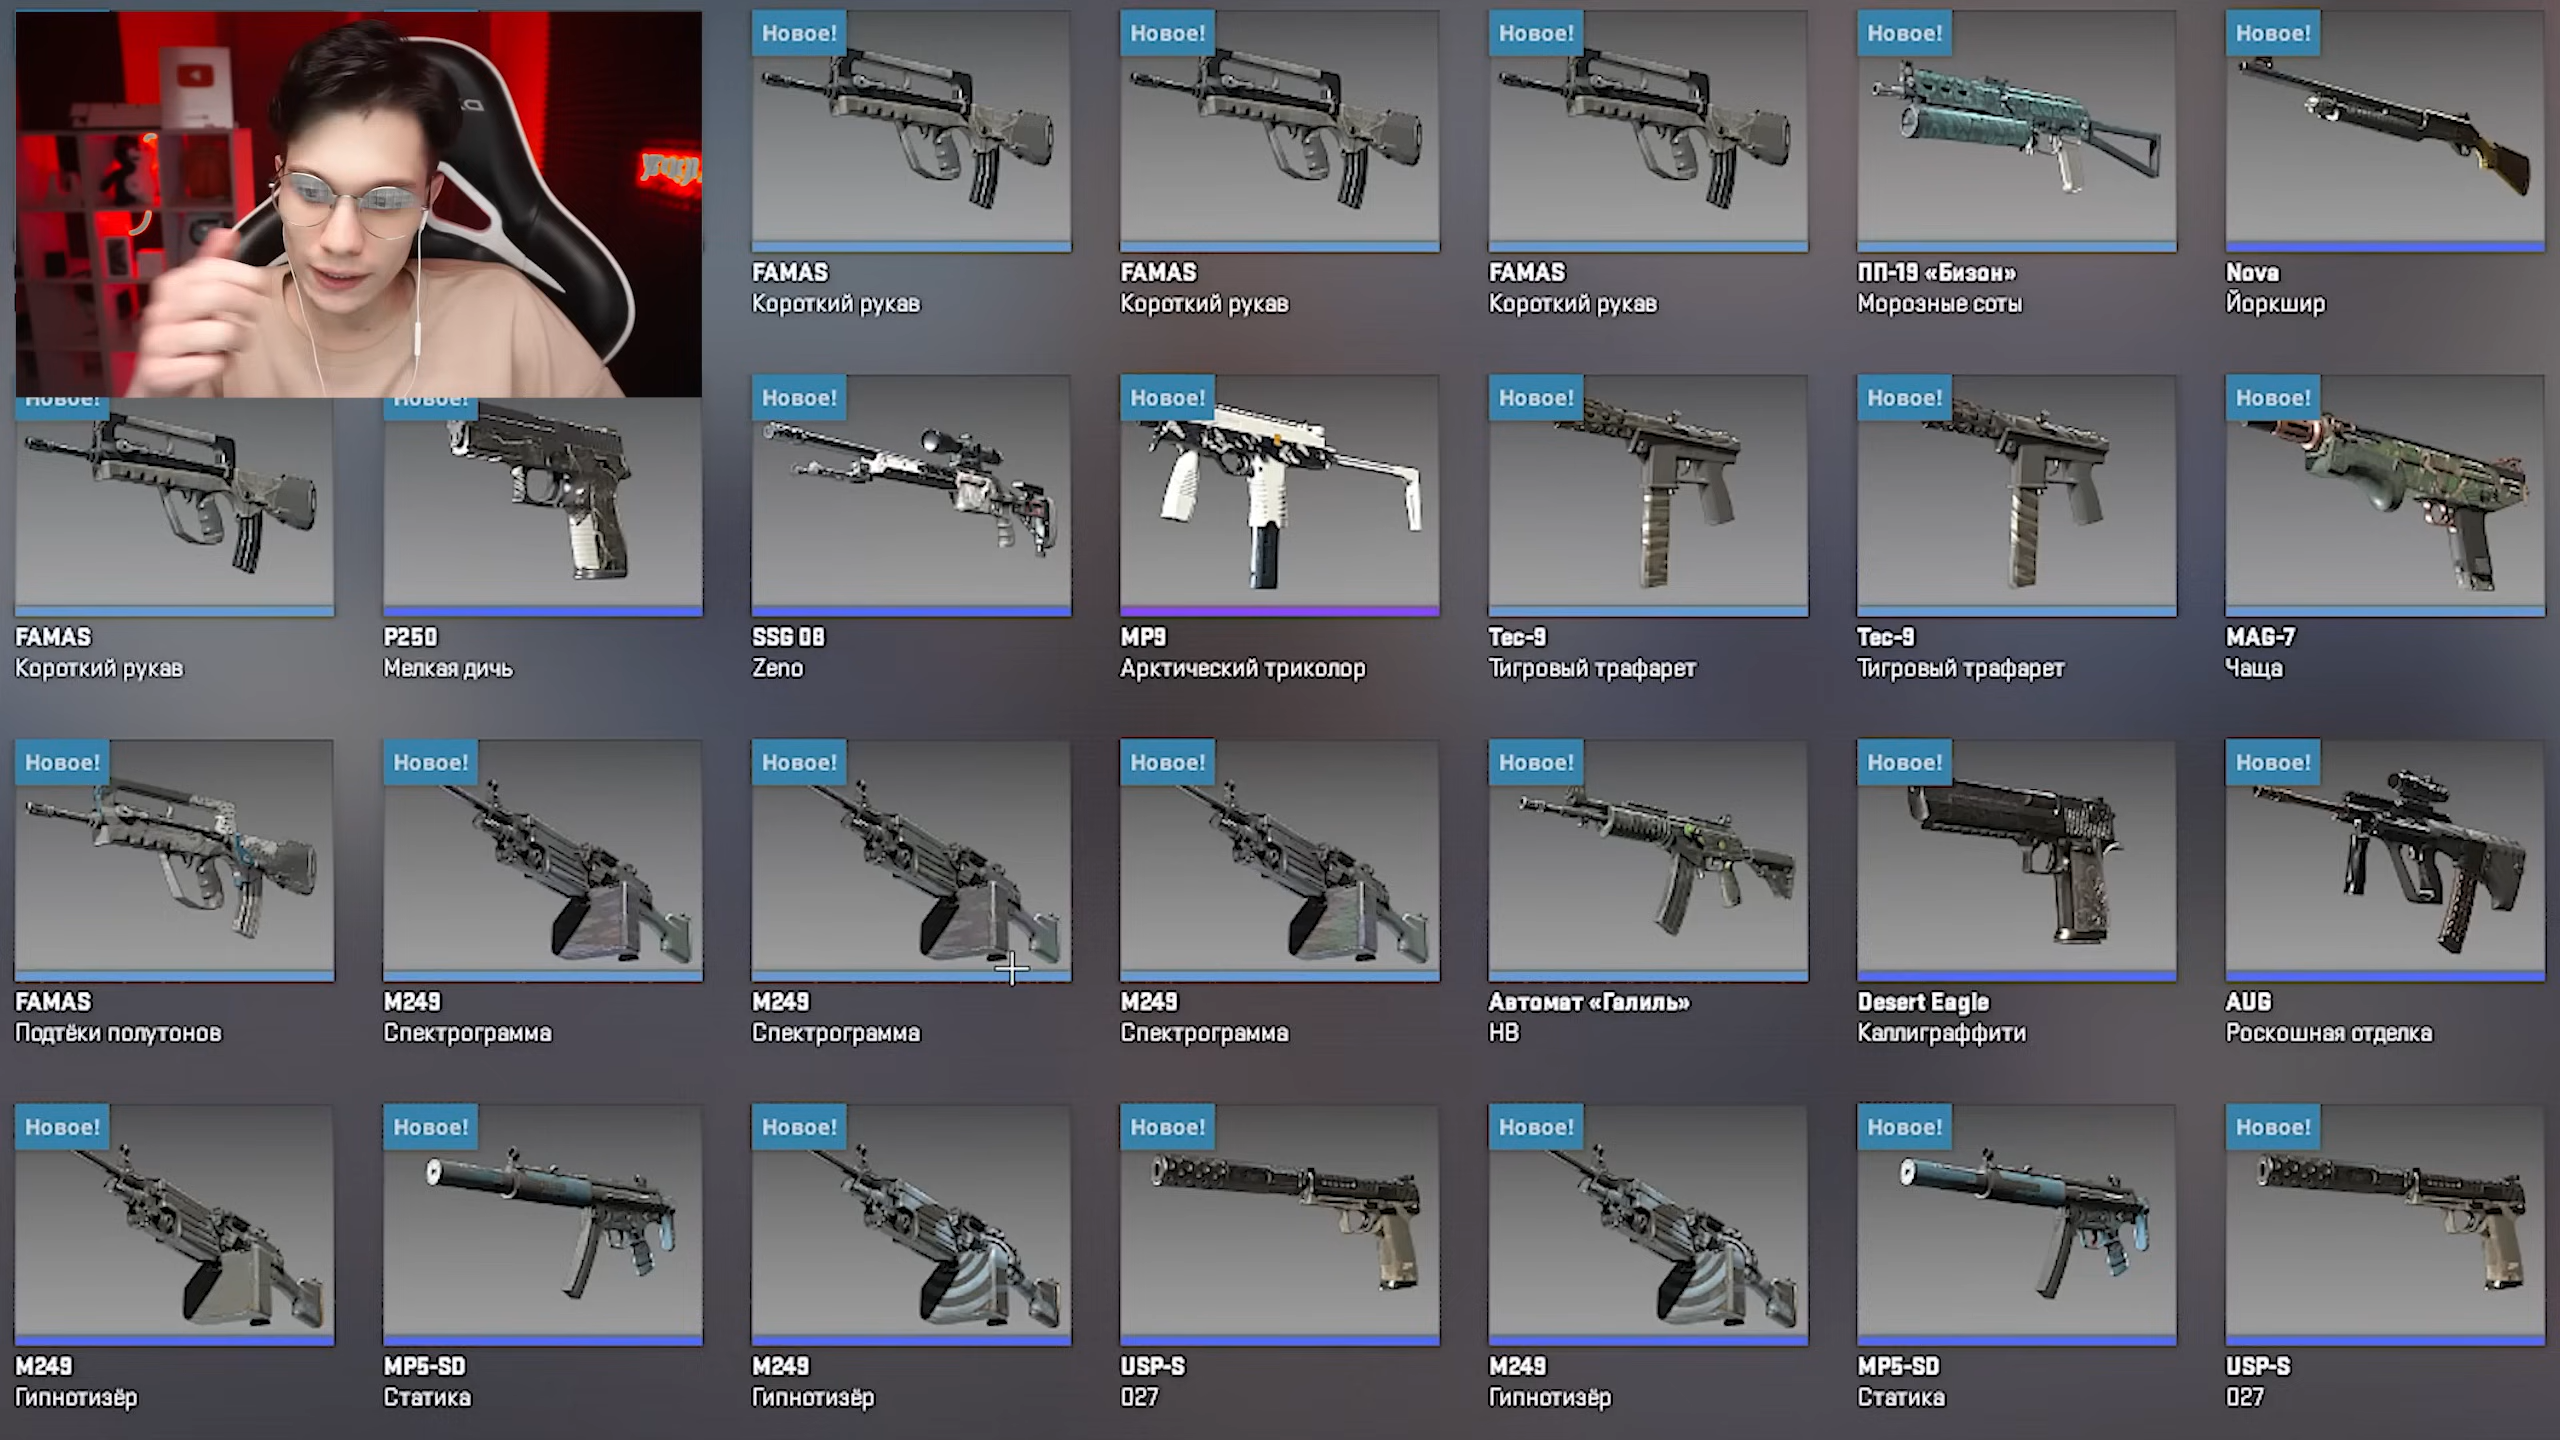 Новое!
Новое!
Новое!
Новое!
Новое!
FAMAS
Короткий рукав
FAMAS
Короткий рукав
FAMAS
Короткий рукав
ПП-19 «Бизон»
Морозные соты
Nova
Йоркшир
Новое!
Новое!
Новое!
Новое!
Новое!
Новое!
Новое!
FAMAS
Короткий рукав
P250
Мелкая дичь
SSG 08
Zeno
MP9
Арктический триколор
Tec-9
Тигровый трафарет
Tec-9
Тигровый трафарет
MAG-7
Чаща
Новое!
Новое!
Новое!
Новое!
Новое!
Новое!
Новое!
FAMAS
Подтёки полутонов
M249
Спектрограмма
M249
Спектрограмма
M249
Спектрограмма
Автомат «Галиль»
НВ
Desert Eagle
Каллиграффити
AUG
Роскошная отделка
Новое!
Новое!
Новое!
Новое!
Новое!
Новое!
Новое!
M249
Гипнотизёр
MP5-SD
Статика
M249
Гипнотизёр
USP-S
027
M249
Гипнотизёр
MP5-SD
Статика
USP-S
027